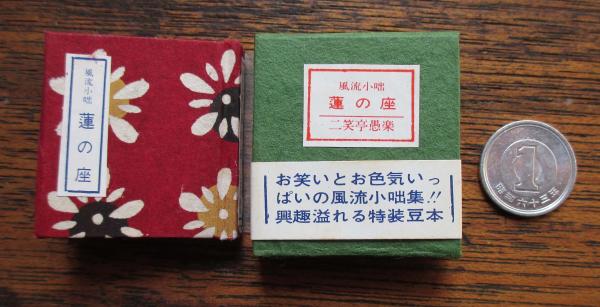 風流小咄
蓮の座
風流小咄
蓮の座
二笑亭愚楽
お笑いとお色気いっ
ぱいの風流小咄集!!
興趣溢れる特装豆本
1
昭和六十三年